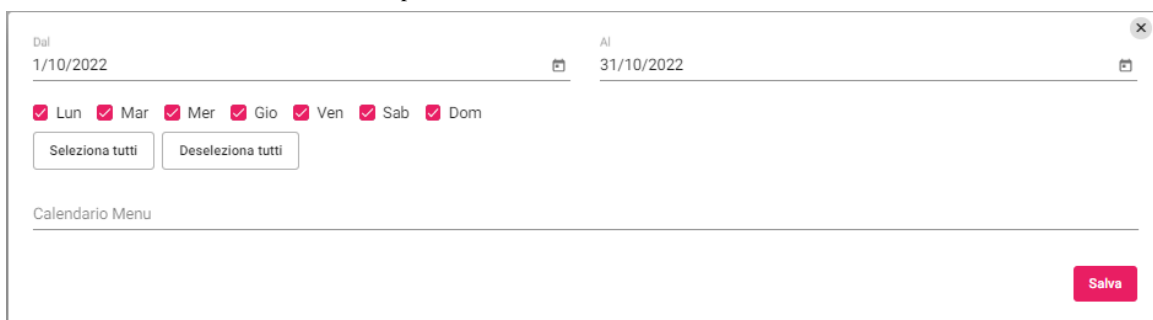 Dal
Al
1/10/2022
31/10/2022
Lun Mar Mer Gio Ven Sab Dom
Seleziona tutti
Deseleziona tutti
Calendario Menu
Salva